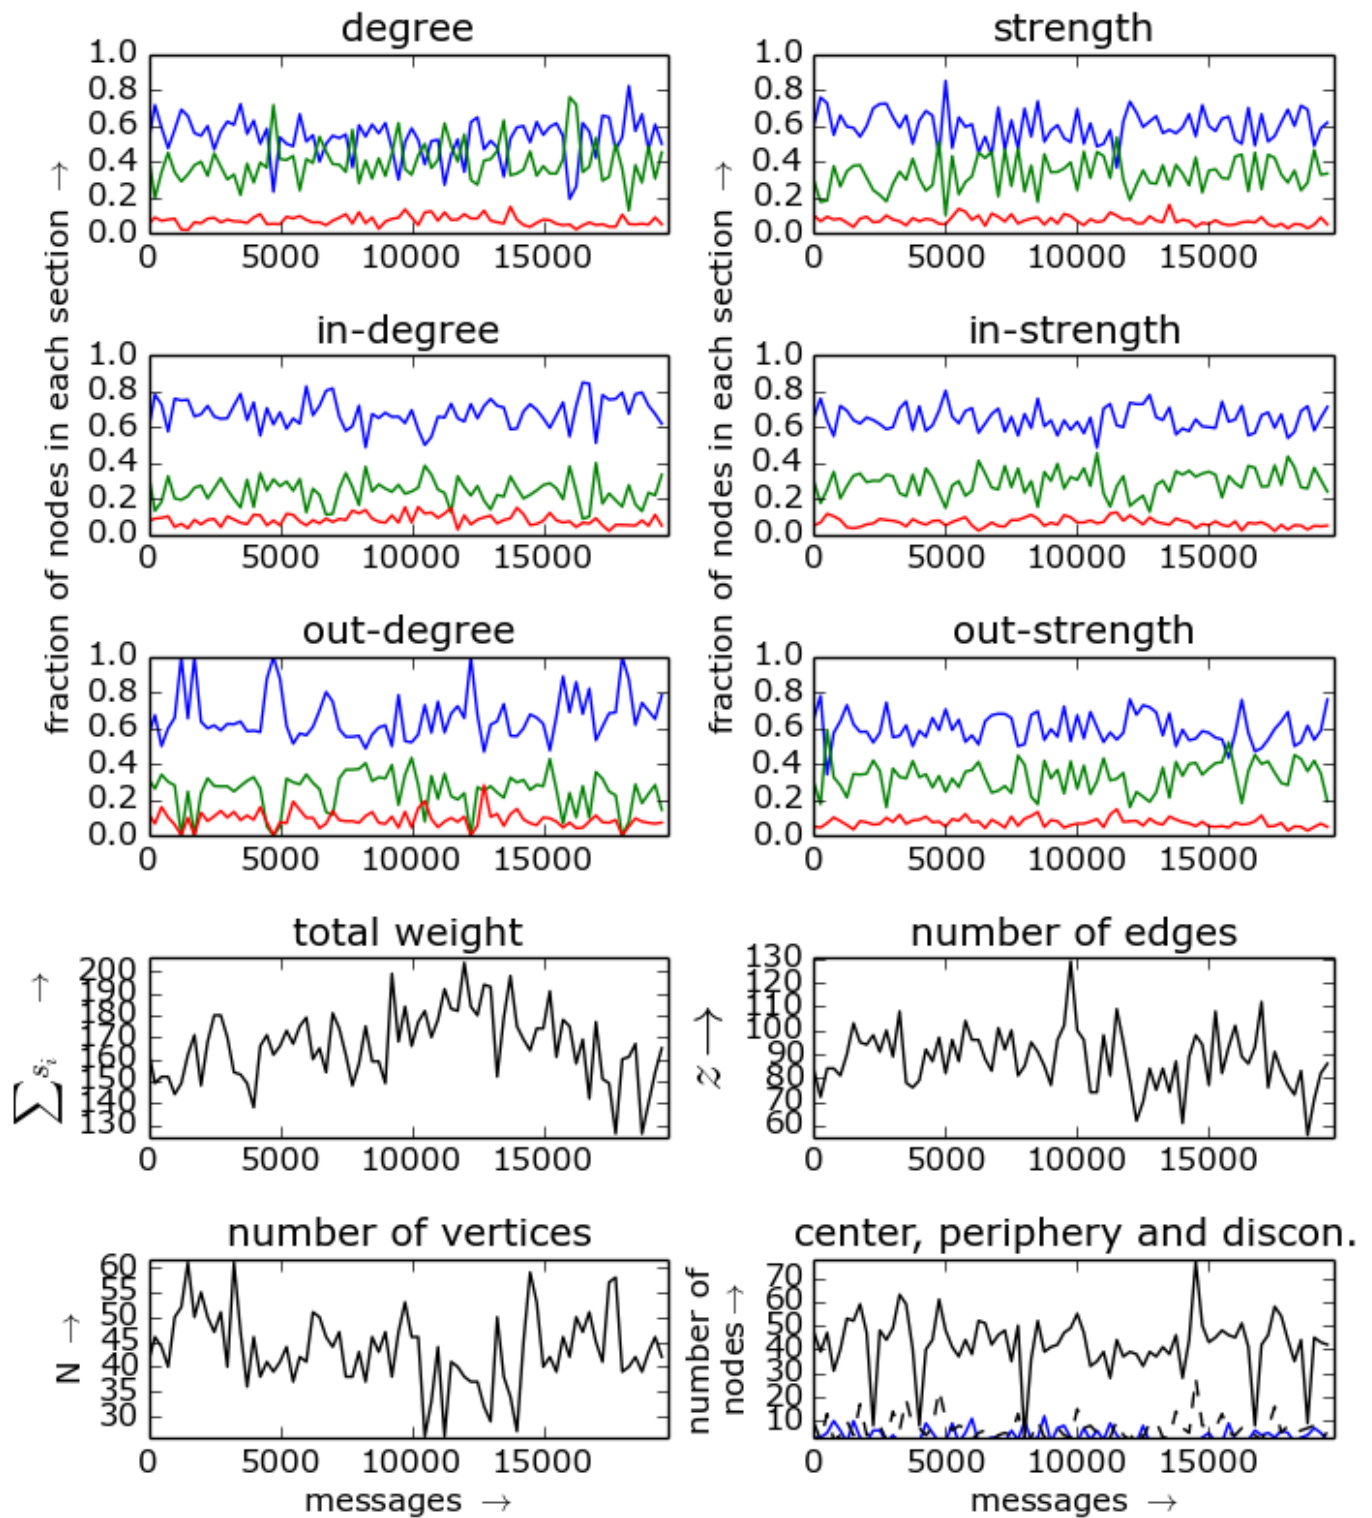 degree
strength
1.0
0.8
0.6
0.4
0.2
0.0
0 5000 10000 15000
1.0
0.8
0.6
0.4
0.2
0.0
0 5000 10000 15000
fraction of nodes in each section →
fraction of nodes in each section →
in-degree
in-strength
1.0
0.8
0.6
0.4
0.2
0.0
0 5000 10000 15000
1.0
0.8
0.6
0.4
0.2
0.0
0 5000 10000 15000
out-degree
out-strength
1.0
0.8
0.6
0.4
0.2
0.0
0 5000 10000 15000
1.0
0.8
0.6
0.4
0.2
0.0
0 5000 10000 15000
total weight
number of edges
∑ s_i →
200
190
180
170
160
150
140
130
0 5000 10000 15000
z →
130
120
110
100
90
80
70
60
0 5000 10000 15000
number of vertices
center, periphery and discon.
N →
60
55
50
45
40
35
30
0 5000 10000 15000
messages →
number of
nodes →
70
60
50
40
30
20
10
0 5000 10000 15000
messages →